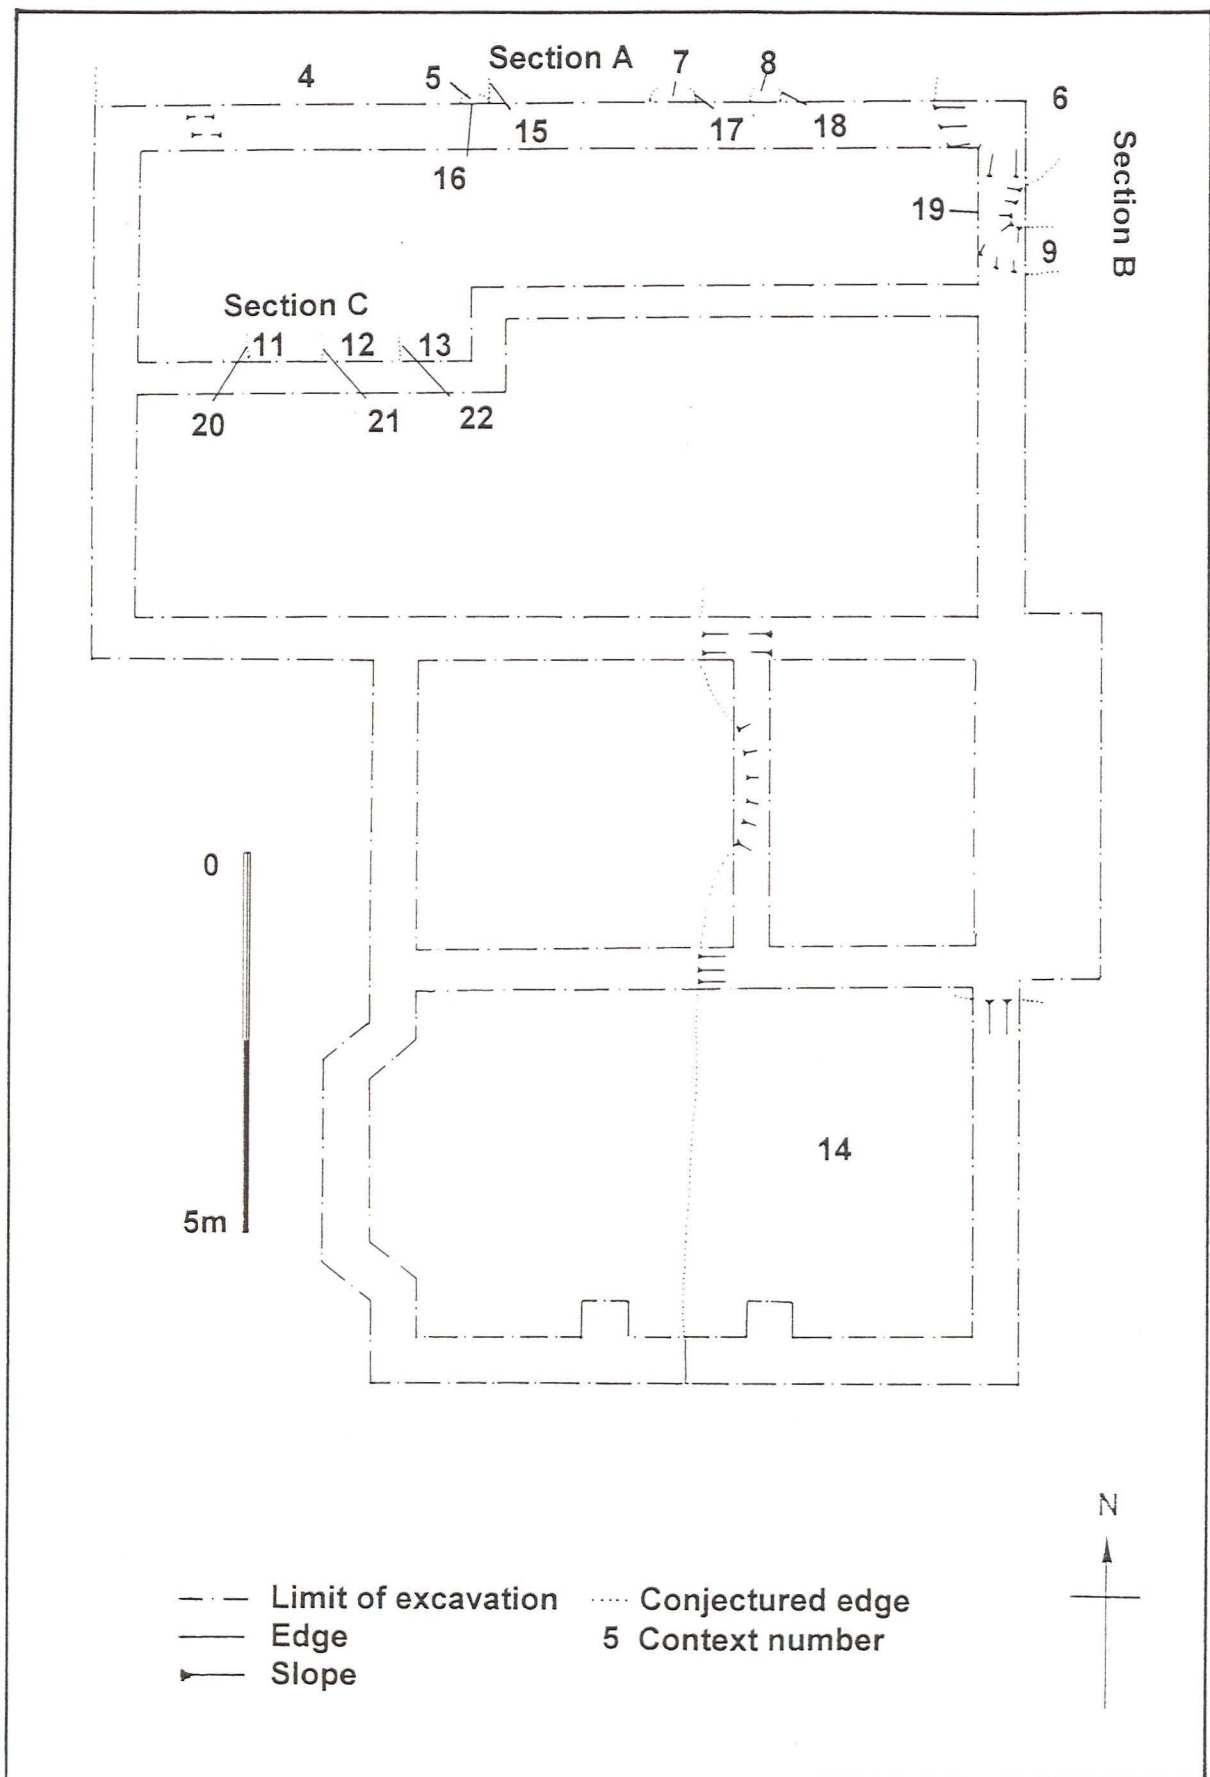 Section A
4 5 7 8 6
15 17 18
16
Section B
19
9
Section C
11 12 13
20 21 22
0
14
5m
N
Limit of excavation
Conjectured edge
Edge
5 Context number
Slope